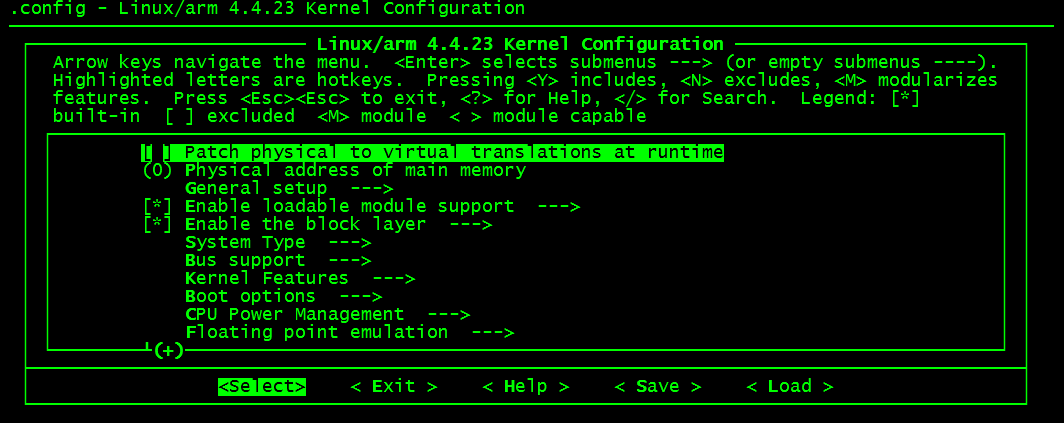 .config - Linux/arm 4.4.23 Kernel Configuration
Linux/arm 4.4.23 Kernel Configuration
Arrow keys navigate the menu.  <Enter> selects submenus ---> (or empty submenus ----).
Highlighted letters are hotkeys.  Pressing <Y> includes, <N> excludes, <M> modularizes
features.  Press <Esc><Esc> to exit, <?> for Help, </> for Search.  Legend: [*]
built-in  [ ] excluded  <M> module  < > module capable
[ ] Patch physical to virtual translations at runtime
(0) Physical address of main memory
General setup  --->
[*] Enable loadable module support  --->
[*] Enable the block layer  --->
System Type  --->
Bus support  --->
Kernel Features  --->
Boot options  --->
CPU Power Management  --->
Floating point emulation  --->
(+)
<Select>    < Exit >    < Help >    < Save >    < Load >